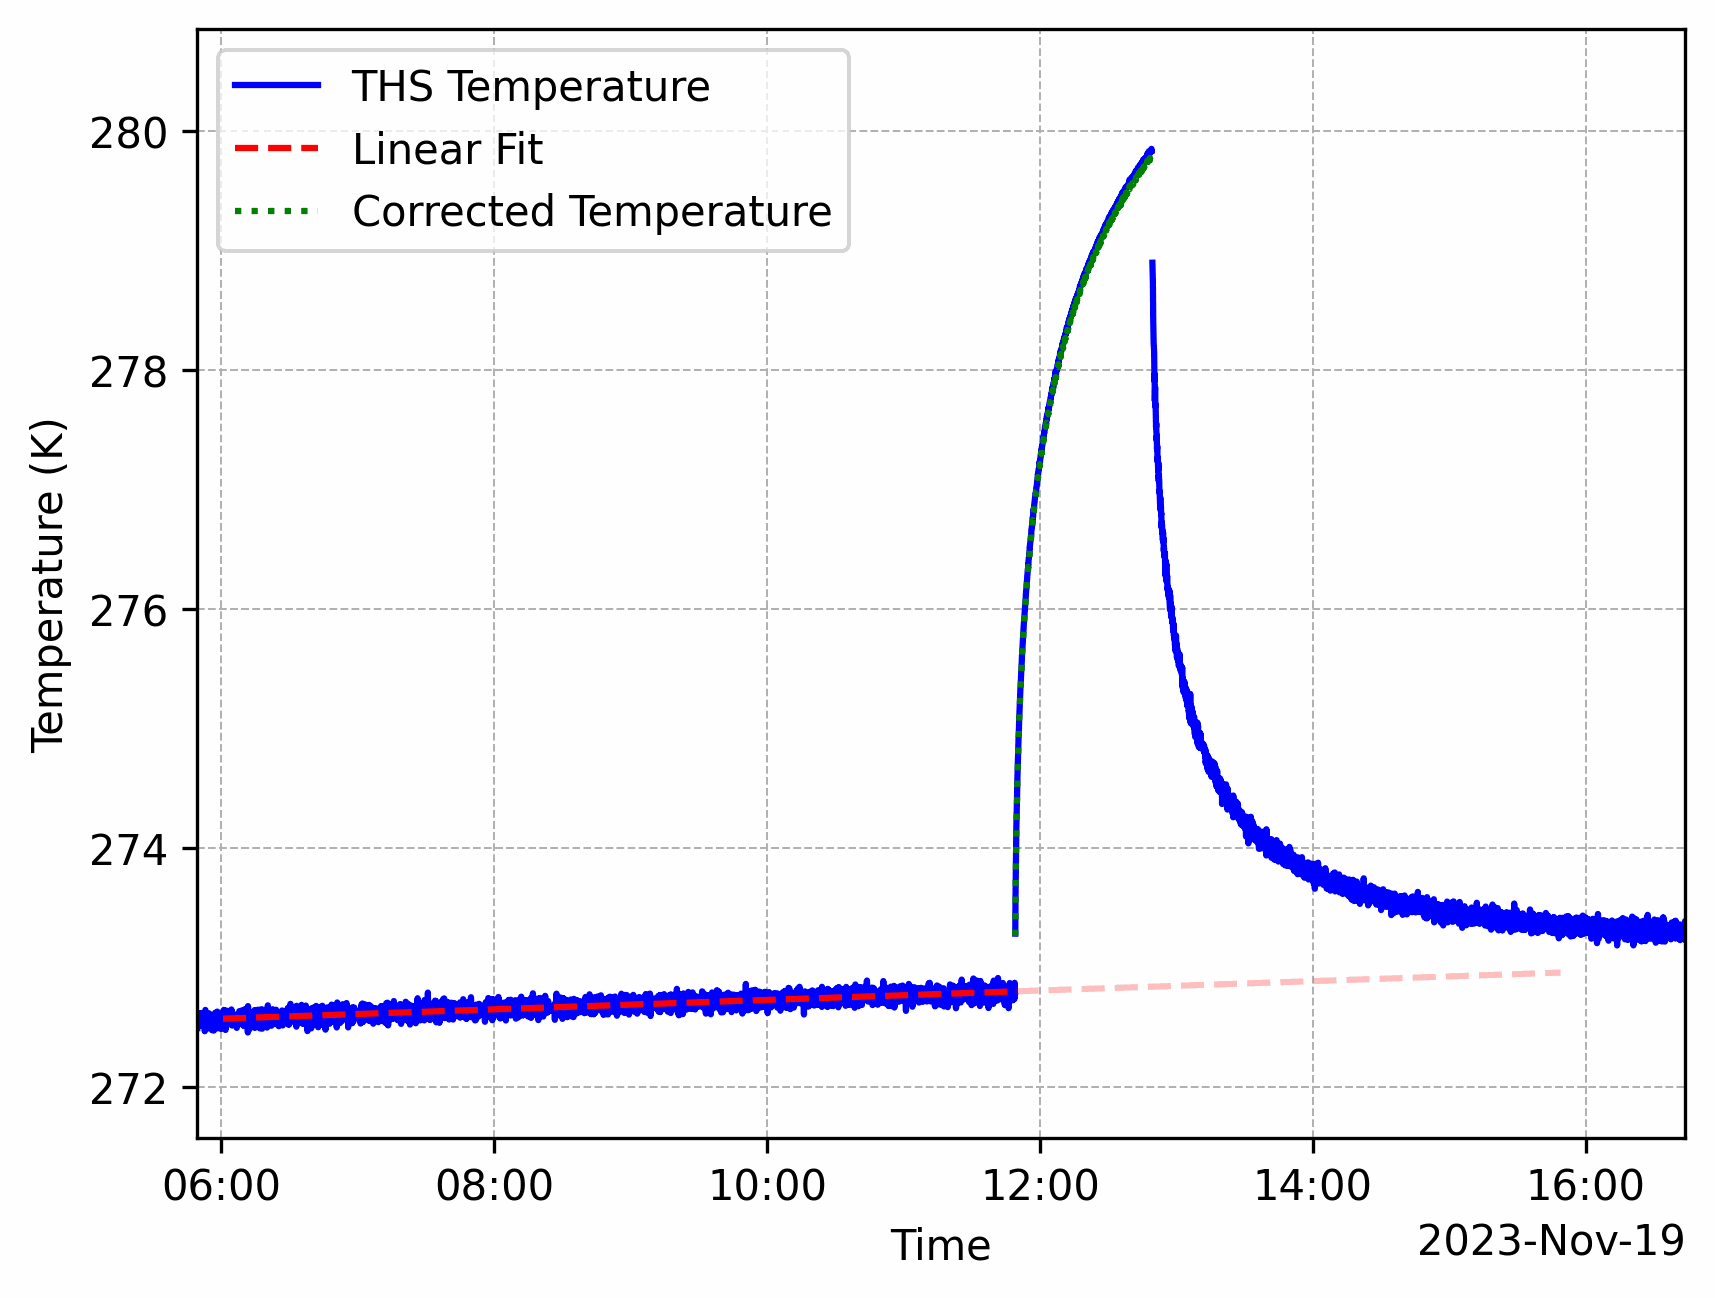 THS Temperature
Linear Fit
Corrected Temperature
280
278
276
274
272
Temperature (K)
06:00 08:00 10:00 12:00 14:00 16:00
Time
2023-Nov-19